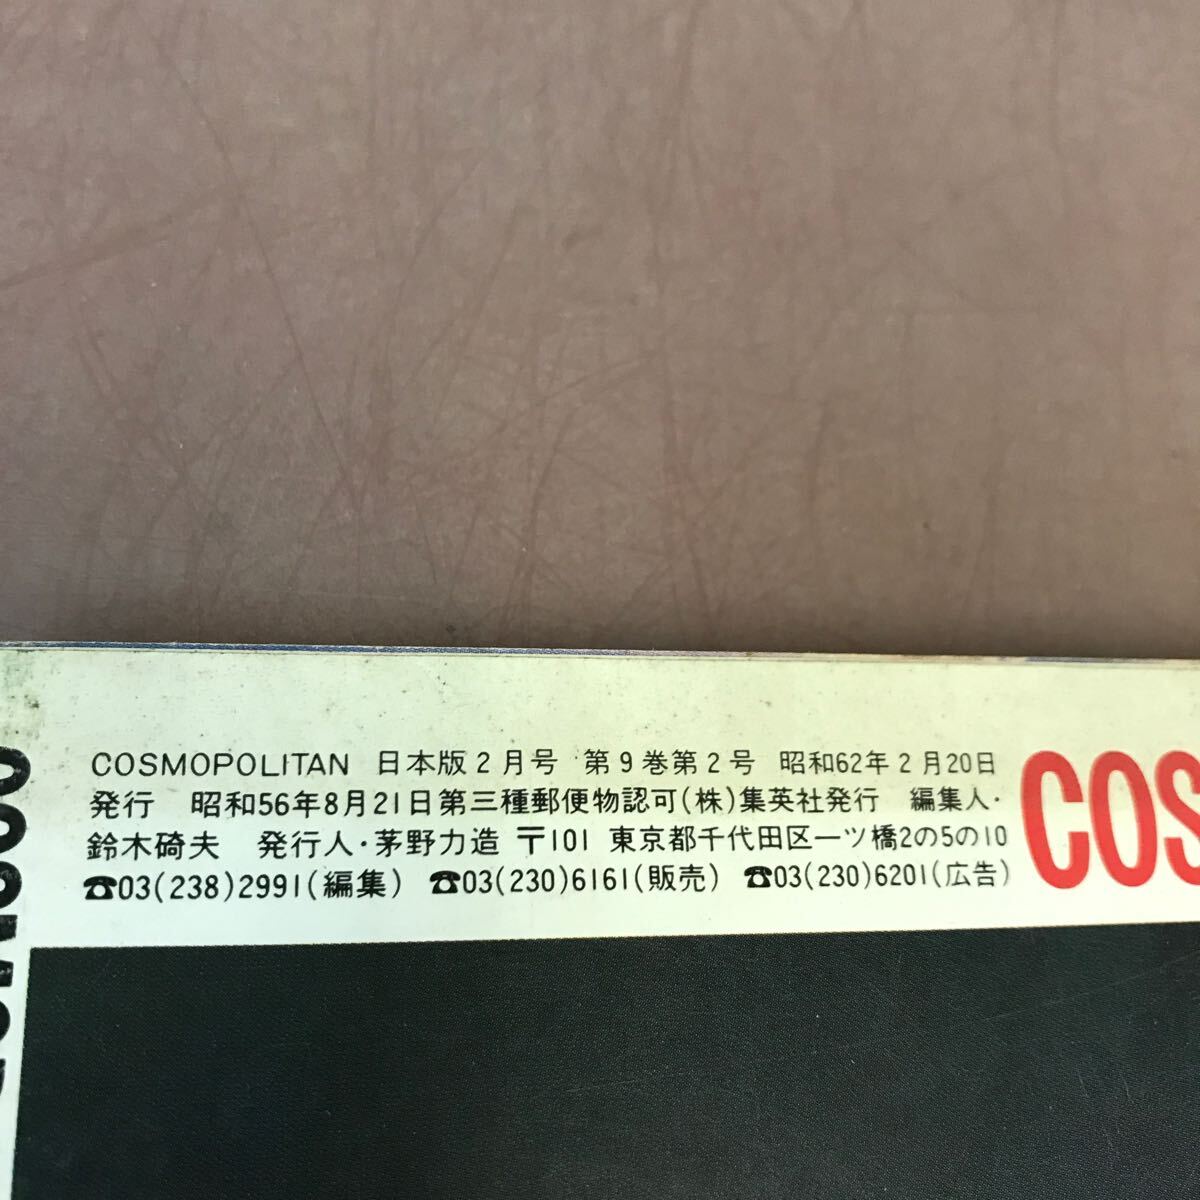 COSMOPOLITAN 日本版2月号 第9巻第2号 昭和62年2月20日
発行 昭和56年8月21日第三種郵便物認可(株)集英社発行 編集人・
鈴木碕夫 発行人・茅野力造 〒101 東京都千代田区一ツ橋2の5の10
☎03(238)2991(編集) ☎03(230)6161(販売) ☎03(230)6201(広告)
COS